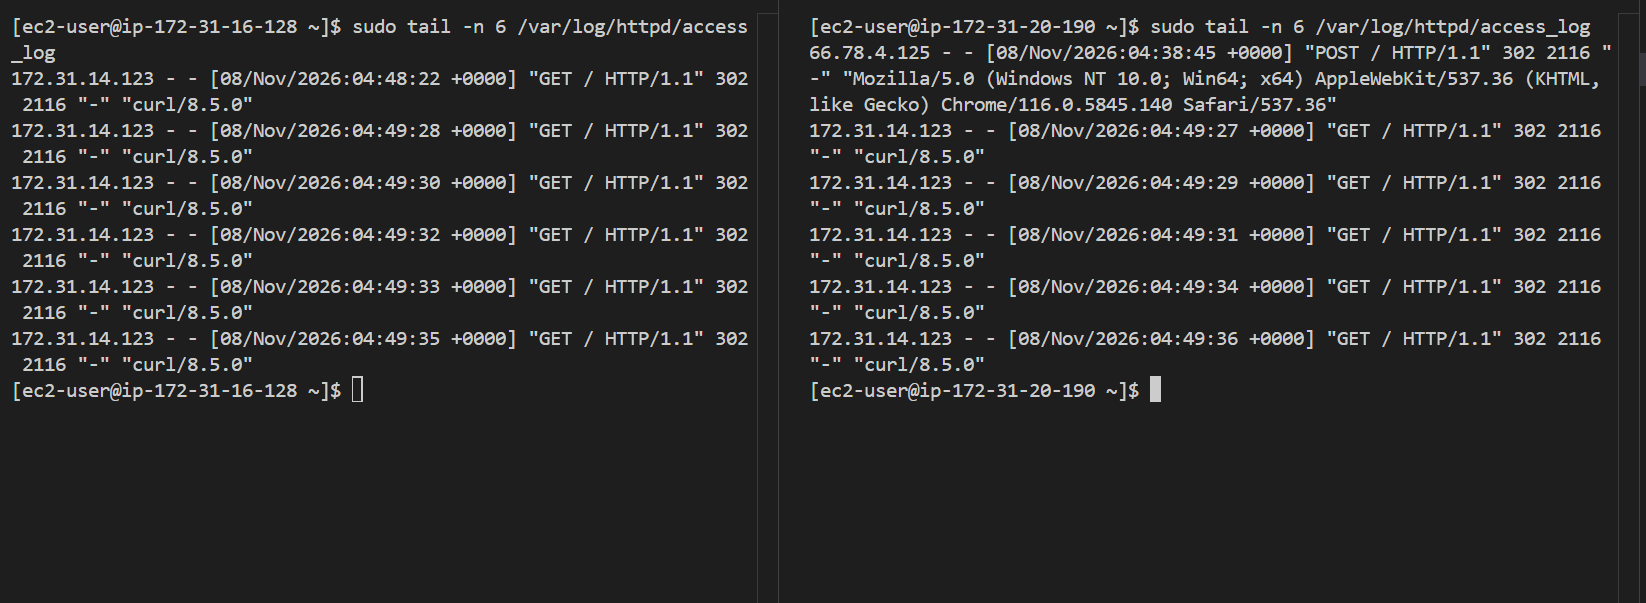 [ec2-user@ip-172-31-16-128 ~]$ sudo tail -n 6 /var/log/httpd/access
_log
172.31.14.123 - - [08/Nov/2026:04:48:22 +0000] "GET / HTTP/1.1" 302
 2116 "-" "curl/8.5.0"
172.31.14.123 - - [08/Nov/2026:04:49:28 +0000] "GET / HTTP/1.1" 302
 2116 "-" "curl/8.5.0"
172.31.14.123 - - [08/Nov/2026:04:49:30 +0000] "GET / HTTP/1.1" 302
 2116 "-" "curl/8.5.0"
172.31.14.123 - - [08/Nov/2026:04:49:32 +0000] "GET / HTTP/1.1" 302
 2116 "-" "curl/8.5.0"
172.31.14.123 - - [08/Nov/2026:04:49:33 +0000] "GET / HTTP/1.1" 302
 2116 "-" "curl/8.5.0"
172.31.14.123 - - [08/Nov/2026:04:49:35 +0000] "GET / HTTP/1.1" 302
 2116 "-" "curl/8.5.0"
[ec2-user@ip-172-31-16-128 ~]$
[ec2-user@ip-172-31-20-190 ~]$ sudo tail -n 6 /var/log/httpd/access_log
66.78.4.125 - - [08/Nov/2026:04:38:45 +0000] "POST / HTTP/1.1" 302 2116 "
-" "Mozilla/5.0 (Windows NT 10.0; Win64; x64) AppleWebKit/537.36 (KHTML,
like Gecko) Chrome/116.0.5845.140 Safari/537.36"
172.31.14.123 - - [08/Nov/2026:04:49:27 +0000] "GET / HTTP/1.1" 302 2116
"-" "curl/8.5.0"
172.31.14.123 - - [08/Nov/2026:04:49:29 +0000] "GET / HTTP/1.1" 302 2116
"-" "curl/8.5.0"
172.31.14.123 - - [08/Nov/2026:04:49:31 +0000] "GET / HTTP/1.1" 302 2116
"-" "curl/8.5.0"
172.31.14.123 - - [08/Nov/2026:04:49:34 +0000] "GET / HTTP/1.1" 302 2116
"-" "curl/8.5.0"
172.31.14.123 - - [08/Nov/2026:04:49:36 +0000] "GET / HTTP/1.1" 302 2116
"-" "curl/8.5.0"
[ec2-user@ip-172-31-20-190 ~]$